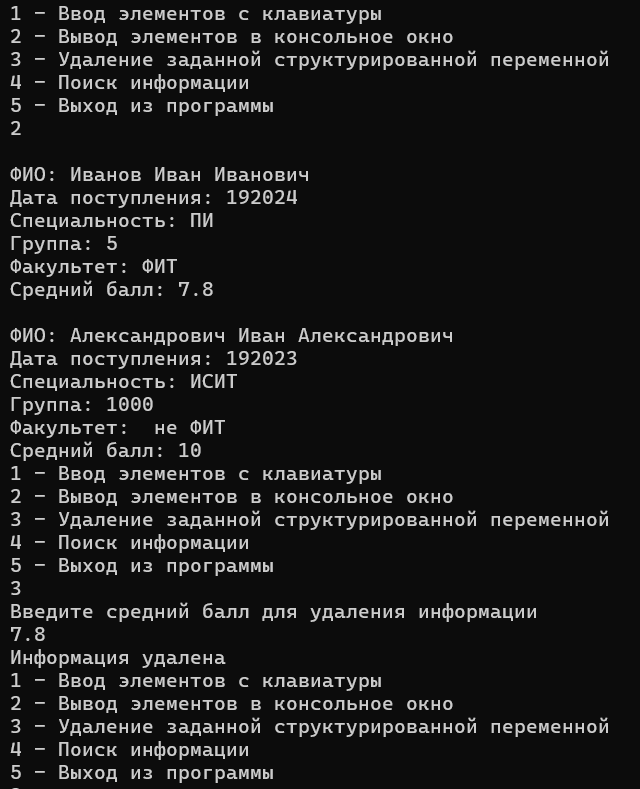 1 – Ввод элементов с клавиатуры
2 – Вывод элементов в консольное окно
3 – Удаление заданной структурированной переменной
4 – Поиск информации
5 – Выход из программы
2
ФИО: Иванов Иван Иванович
Дата поступления: 192024
Специальность: ПИ
Группа: 5
Факультет: ФИТ
Средний балл: 7.8
ФИО: Александрович Иван Александрович
Дата поступления: 192023
Специальность: ИСИТ
Группа: 1000
Факультет:  не ФИТ
Средний балл: 10
1 – Ввод элементов с клавиатуры
2 – Вывод элементов в консольное окно
3 – Удаление заданной структурированной переменной
4 – Поиск информации
5 – Выход из программы
3
Введите средний балл для удаления информации
7.8
Информация удалена
1 – Ввод элементов с клавиатуры
2 – Вывод элементов в консольное окно
3 – Удаление заданной структурированной переменной
4 – Поиск информации
5 – Выход из программы